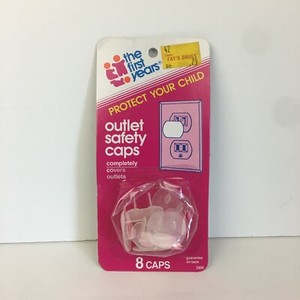 the
first
years®
PROTECT YOUR CHILD
outlet
safety
caps
completely
covers
outlets
8 CAPS